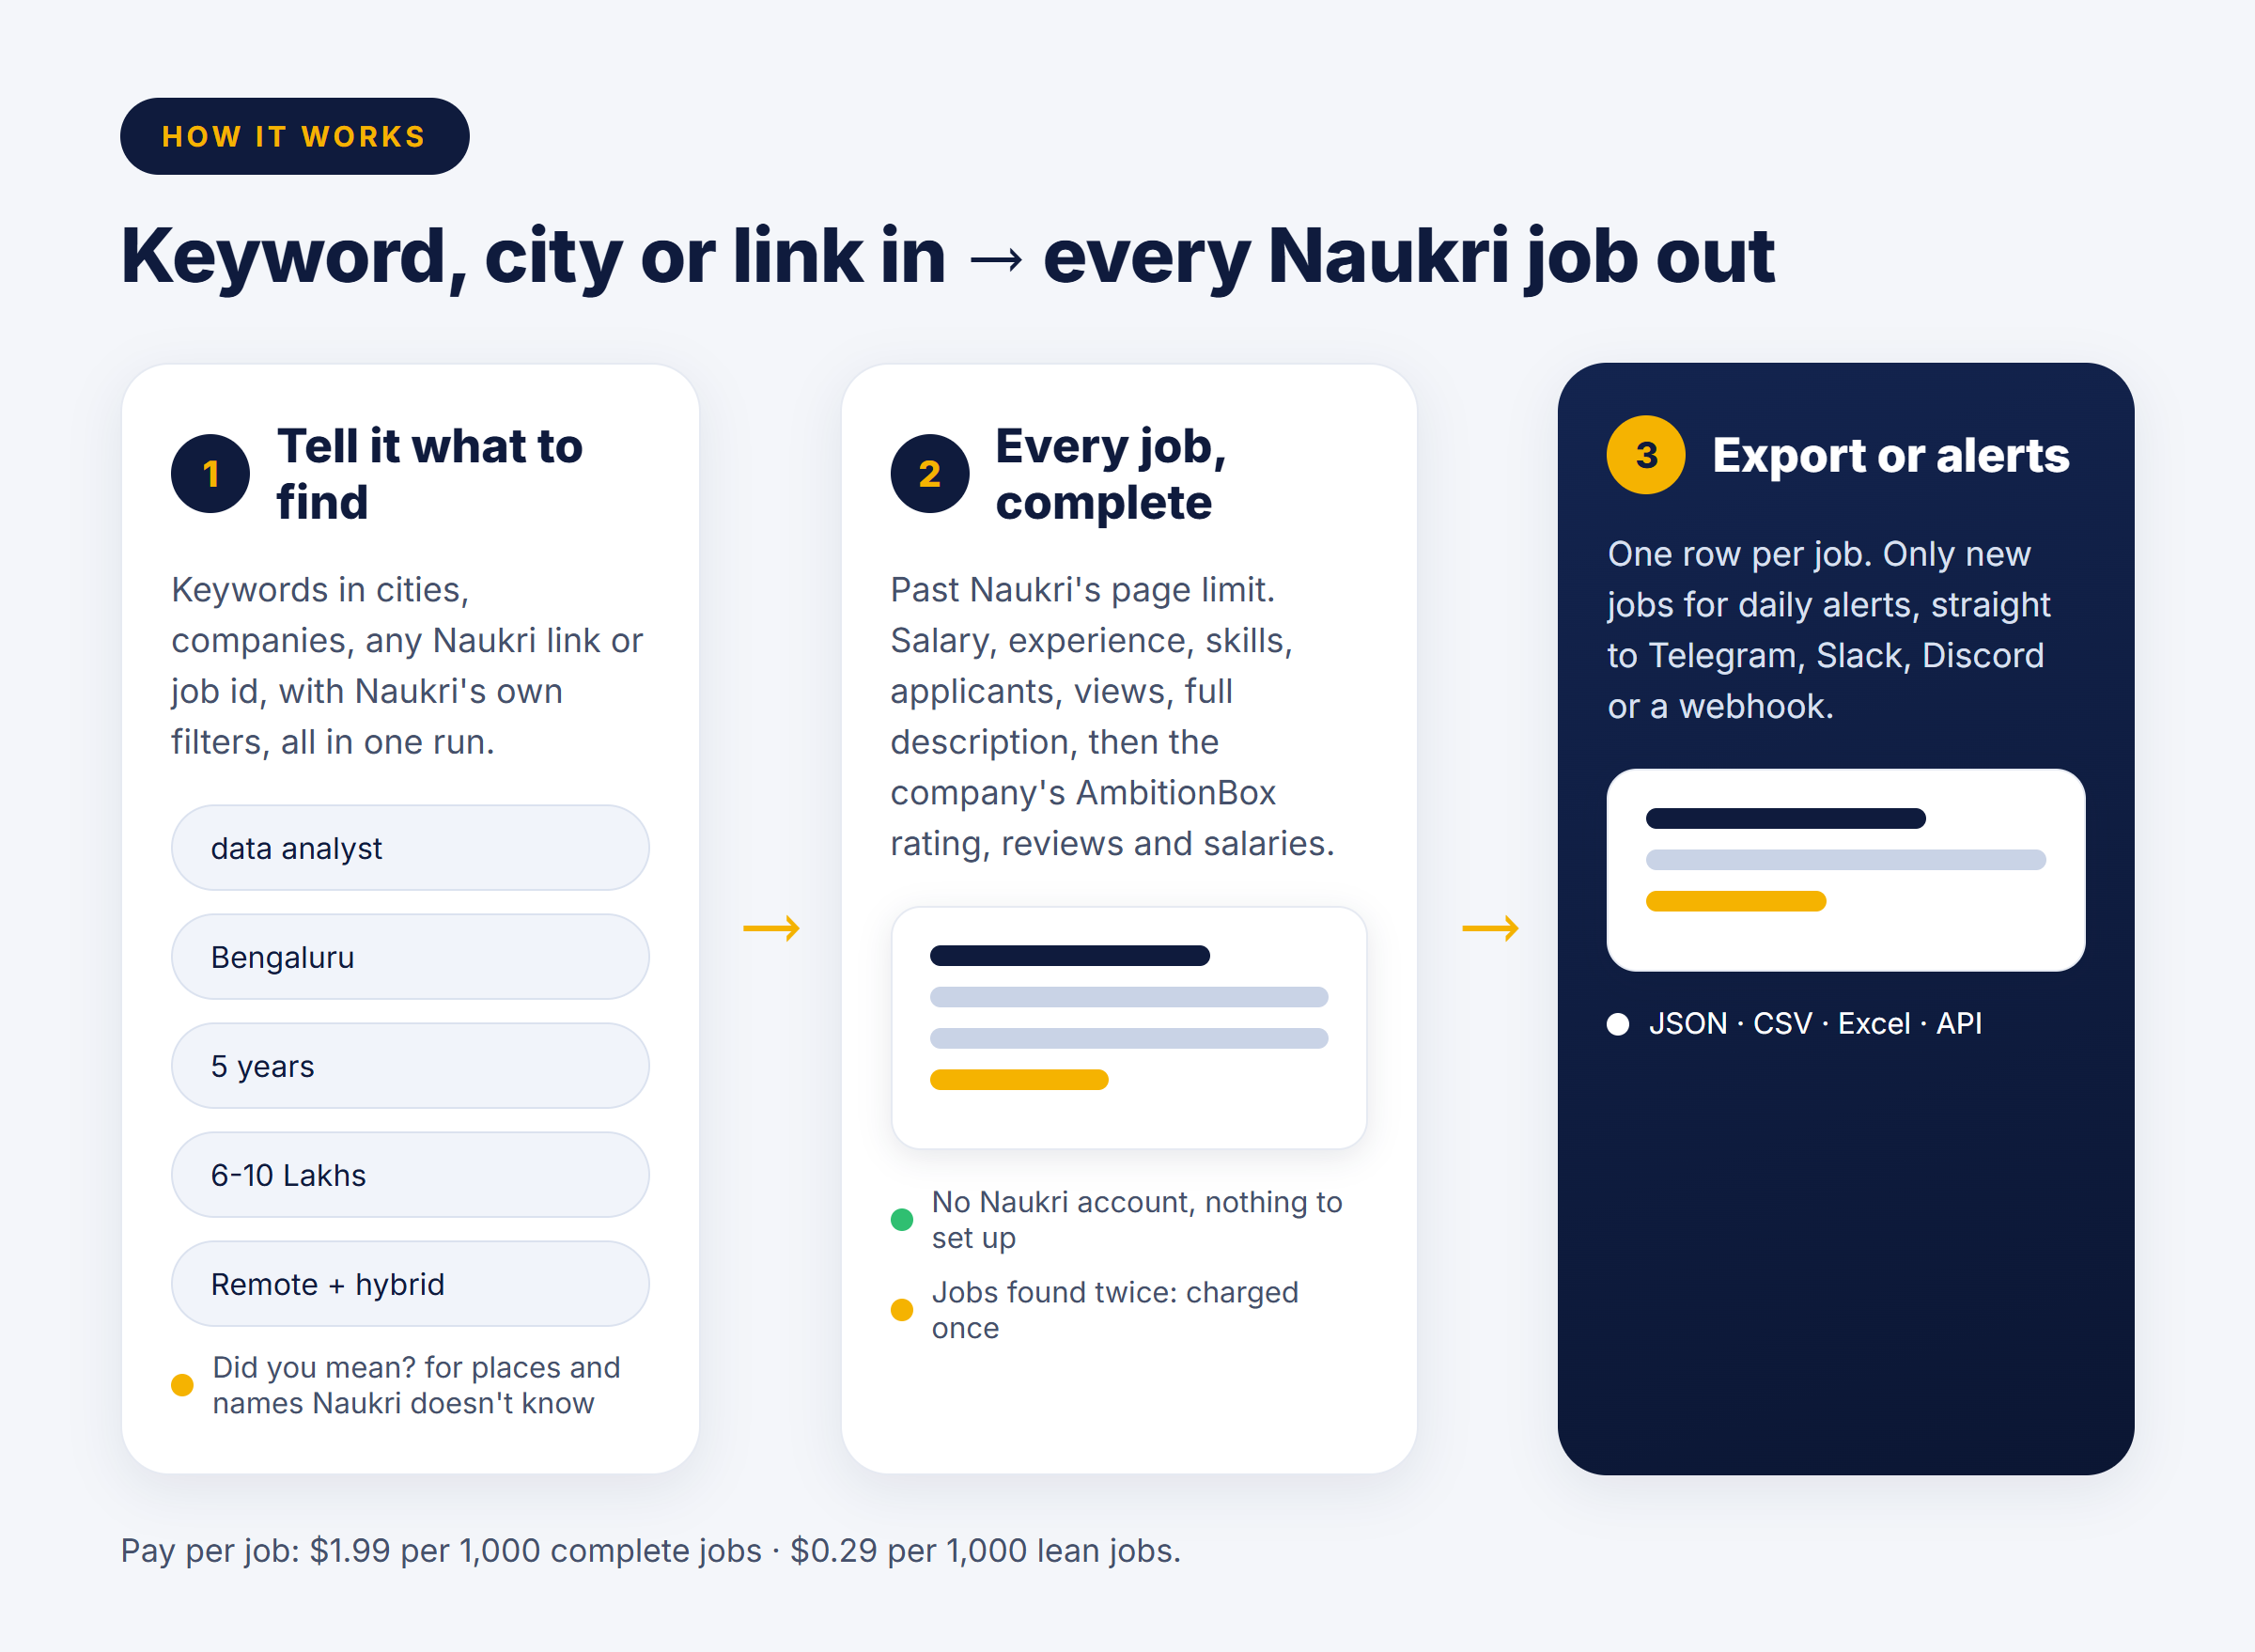 HOW IT WORKS
Keyword, city or link in → every Naukri job out
1
Tell it what to
find
Keywords in cities,
companies, any Naukri link or
job id, with Naukri's own
filters, all in one run.
data analyst
Bengaluru
5 years
6-10 Lakhs
Remote + hybrid
Did you mean? for places and
names Naukri doesn't know
→
2
Every job,
complete
Past Naukri's page limit.
Salary, experience, skills,
applicants, views, full
description, then the
company's AmbitionBox
rating, reviews and salaries.
No Naukri account, nothing to
set up
Jobs found twice: charged
once
→
3
Export or alerts
One row per job. Only new
jobs for daily alerts, straight
to Telegram, Slack, Discord
or a webhook.
JSON · CSV · Excel · API
Pay per job: $1.99 per 1,000 complete jobs · $0.29 per 1,000 lean jobs.